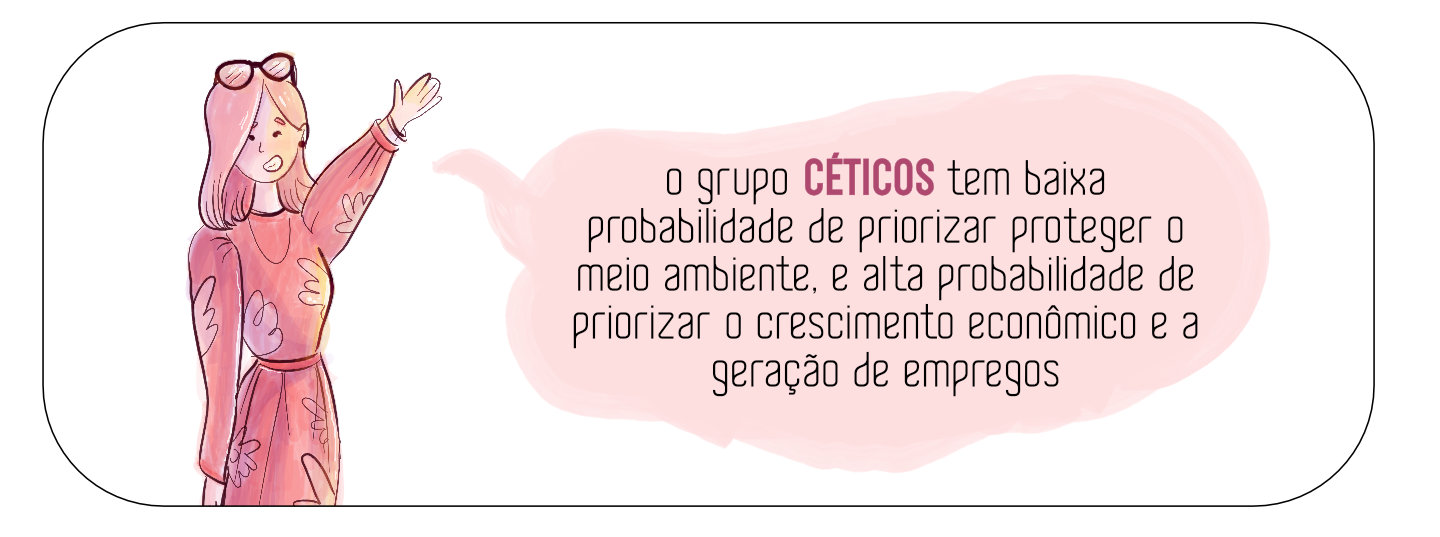 o grupo CÉTICOS tem baixa
probabilidade de priorizar proteger o
meio ambiente, e alta probabilidade de
priorizar o crescimento econômico e a
geração de empregos